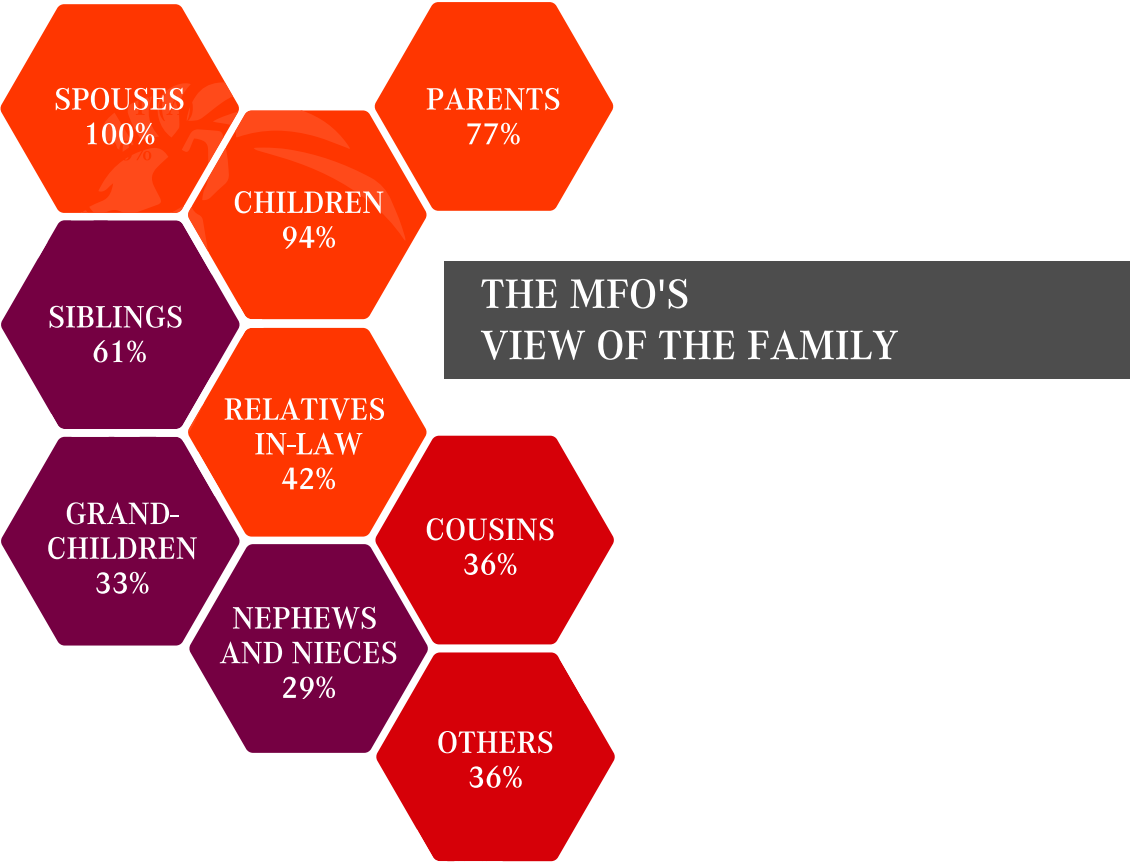 SPOUSES
100%
PARENTS
77%
CHILDREN
94%
THE MFO'S
VIEW OF THE FAMILY
SIBLINGS
61%
RELATIVES
IN-LAW
42%
GRAND-
CHILDREN
33%
COUSINS
36%
NEPHEWS
AND NIECES
29%
OTHERS
36%